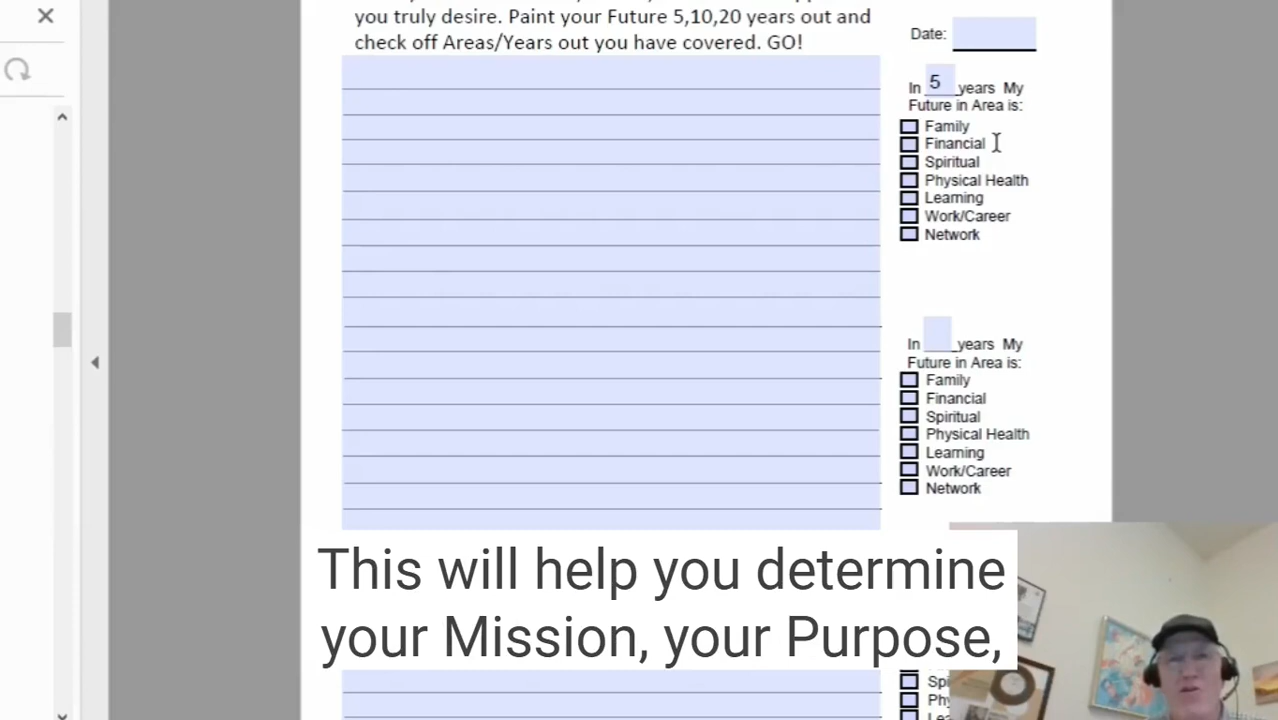 you truly desire. Paint your Future 5,10,20 years out and
check off Areas/Years out you have covered. GO!
Date:
In 5 years My
Future in Area is:
Family
Financial
Spiritual
Physical Health
Learning
Work/Career
Network
In years My
Future in Area is:
Family
Financial
Spiritual
Physical Health
Learning
Work/Career
Network
This will help you determine
your Mission, your Purpose,